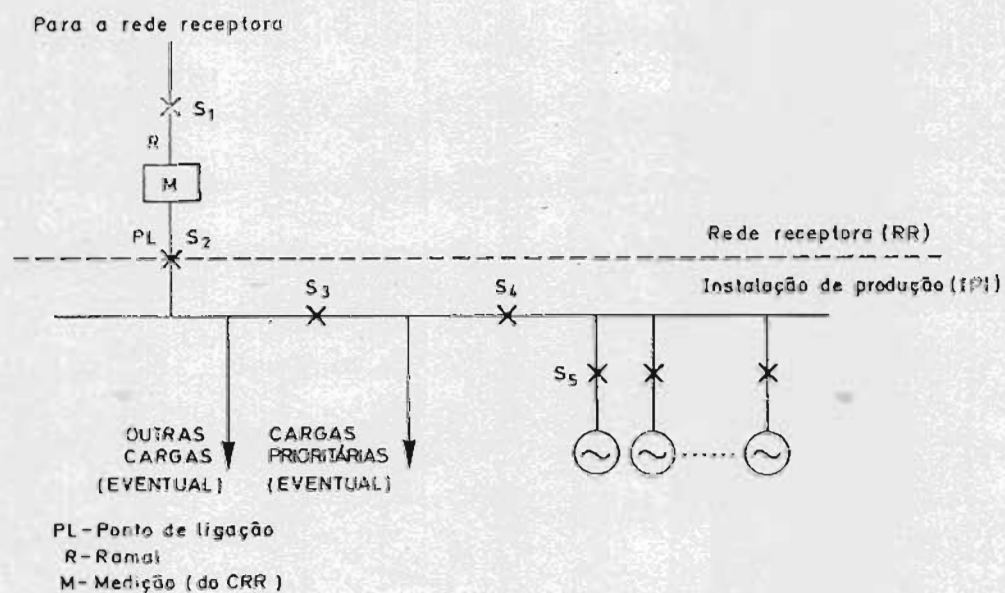 Para a rede receptora
S1
R
M
PL S2
Rede receptora (RR)
Instalação de produção (IPI)
S3
S4
S5
OUTRAS CARGAS (EVENTUAL)
CARGAS PRIORITÁRIAS (EVENTUAL)
PL-Ponto de ligação
R-Ramal
M-Medição (do CRR)